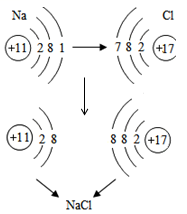 Na Cl
+11 2 8 1 7 8 2 +17
+11 2 8 8 8 2 +17
NaCl